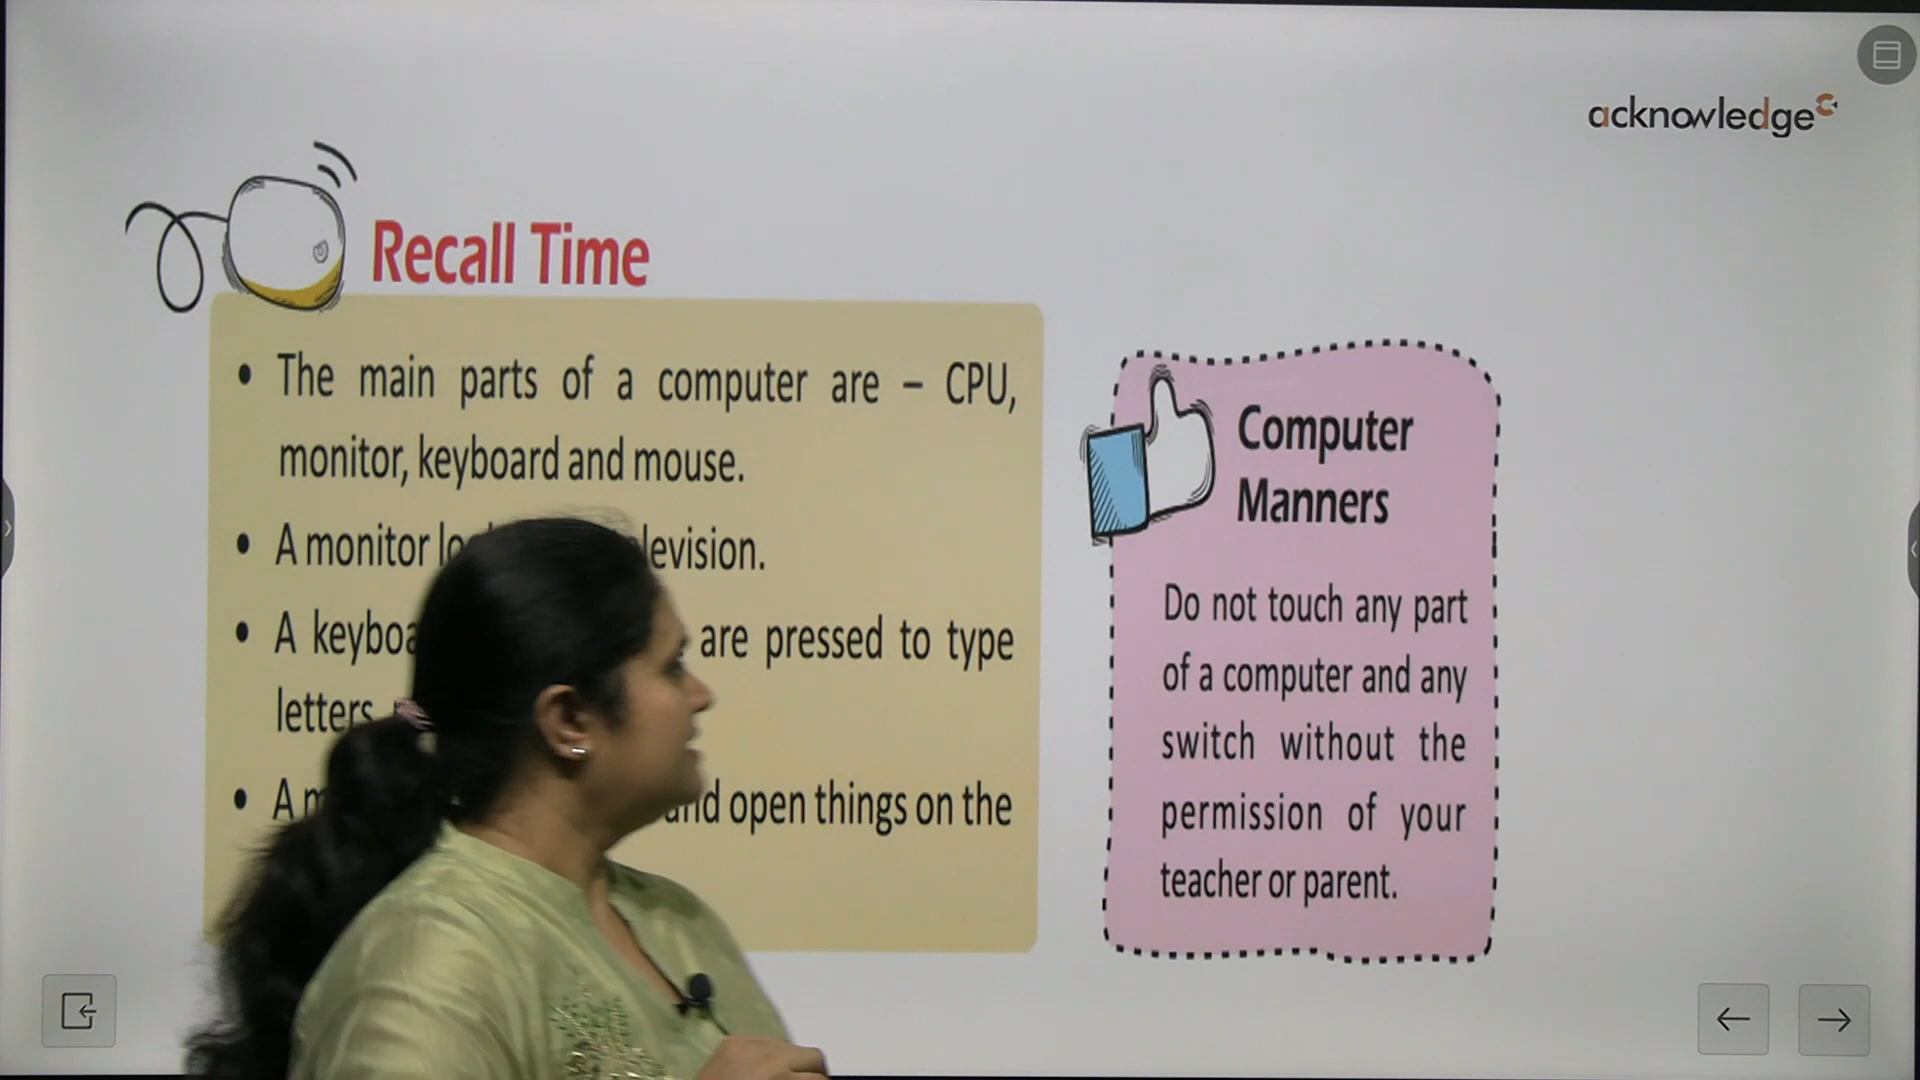 acknowledge
Recall Time
• The main parts of a computer are – CPU,
monitor, keyboard and mouse.
• A monitor
• A are pressed to type
letters
• A and open things on the
Computer
Manners
Do not touch any part
of a computer and any
switch without the
permission of your
teacher or parent.